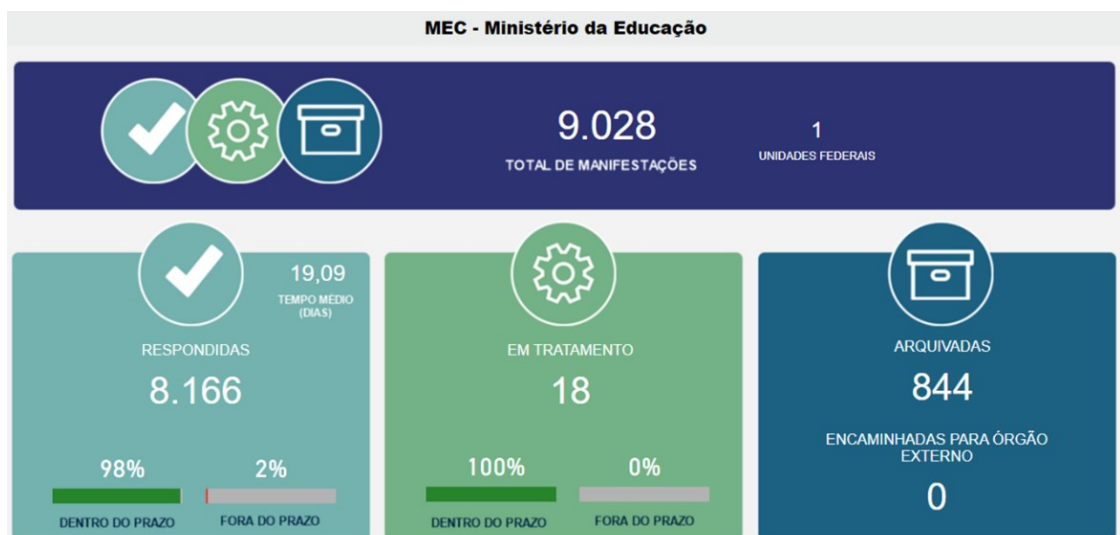 MEC - Ministério da Educação
9.028
TOTAL DE MANIFESTAÇÕES
1
UNIDADES FEDERAIS
19,09
TEMPO MÉDIO
(DIAS)
RESPONDIDAS
8.166
98%
2%
DENTRO DO PRAZO
FORA DO PRAZO
EM TRATAMENTO
18
100%
0%
DENTRO DO PRAZO
FORA DO PRAZO
ARQUIVADAS
844
ENCAMINHADAS PARA ÓRGÃO
EXTERNO
0